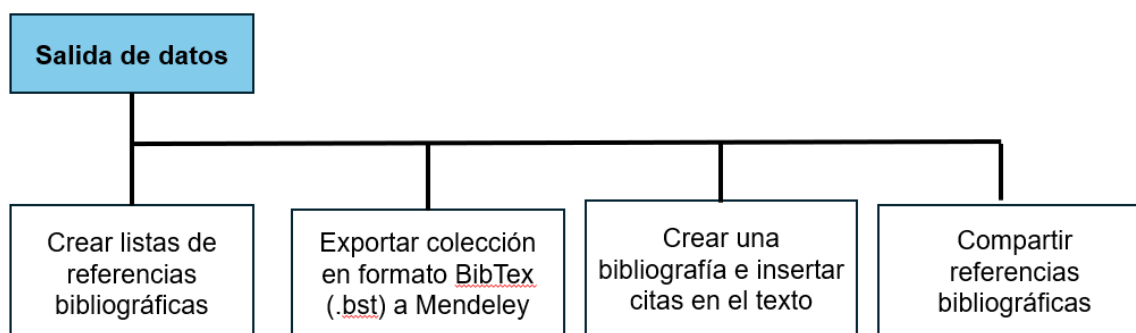 Salida de datos
Crear listas de
referencias
bibliográficas
Exportar colección
en formato BibTex
(.bst) a Mendeley
Crear una
bibliografía e insertar
citas en el texto
Compartir
referencias
bibliográficas